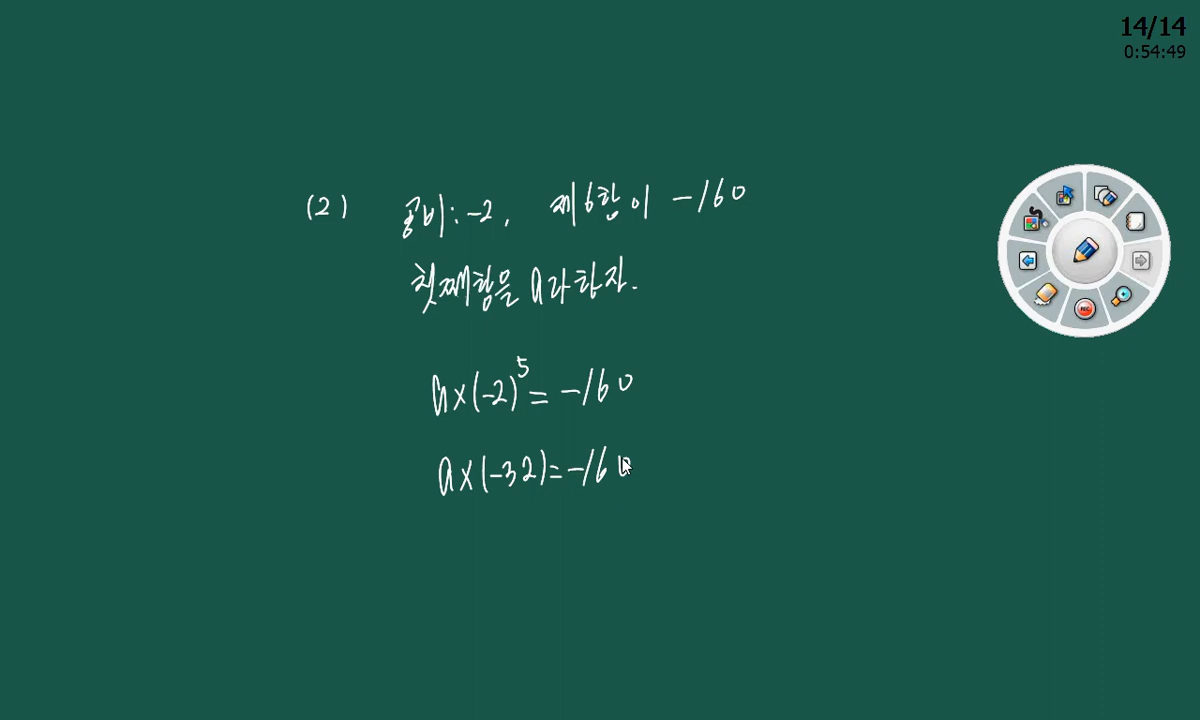 14/14
0:54:49
(2) 공비 : -2, 제6항이 -160
첫째항을 a라 하자.
a×(-2)⁵ = -160
a×(-32)=-160
REC